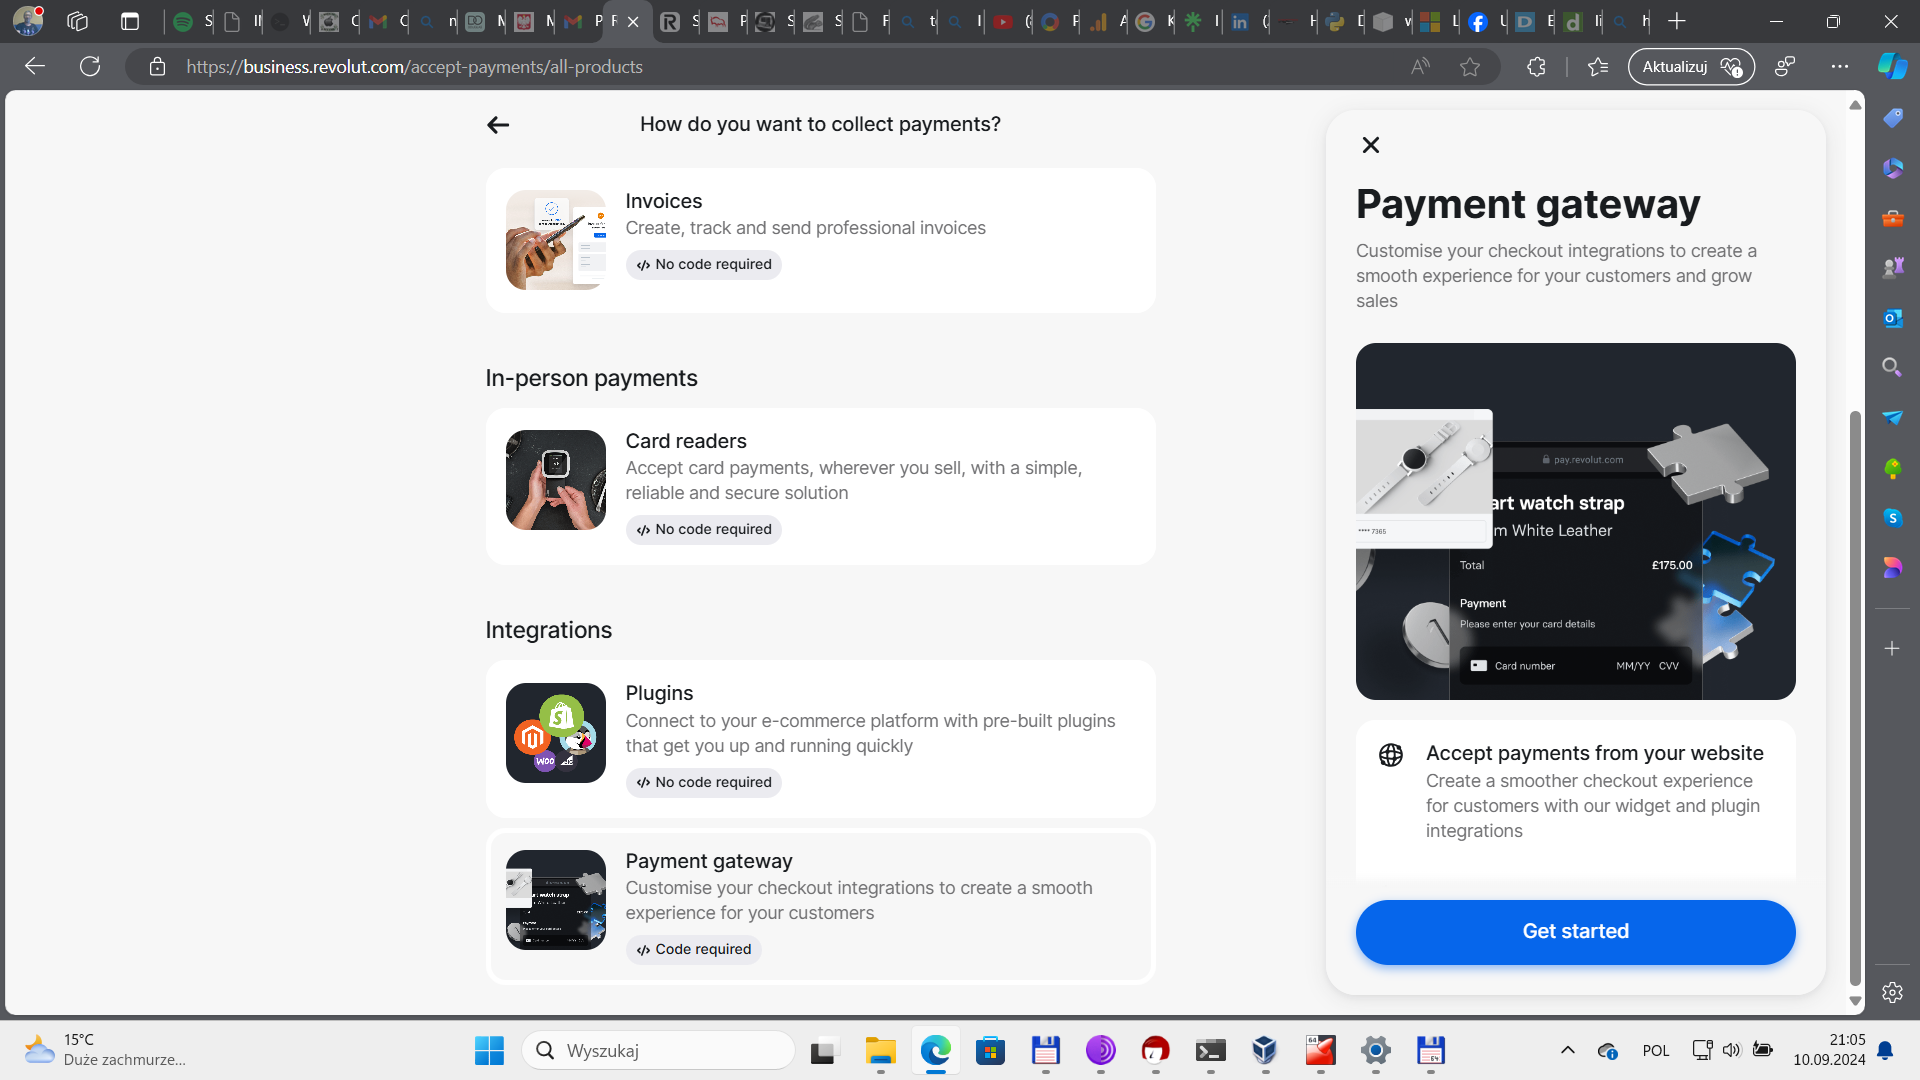 https://business.revolut.com/accept-payments/all-products
Aktualizuj
How do you want to collect payments?
Invoices
Create, track and send professional invoices
No code required
In-person payments
Card readers
Accept card payments, wherever you sell, with a simple,
reliable and secure solution
No code required
Integrations
Plugins
Connect to your e-commerce platform with pre-built plugins
that get you up and running quickly
WOO
No code required
Payment gateway
Customise your checkout integrations to create a smooth
experience for your customers
Code required
Payment gateway
Customise your checkout integrations to create a
smooth experience for your customers and grow
sales
pay.revolut.com
art watch strap
m White Leather
•••• 7365
Total
£175.00
Payment
Please enter your card details
Card number
MM/YY CVV
Accept payments from your website
Create a smoother checkout experience
for customers with our widget and plugin
integrations
Get started
15°C
Duże zachmurze...
Wyszukaj
POL
21:05
10.09.2024